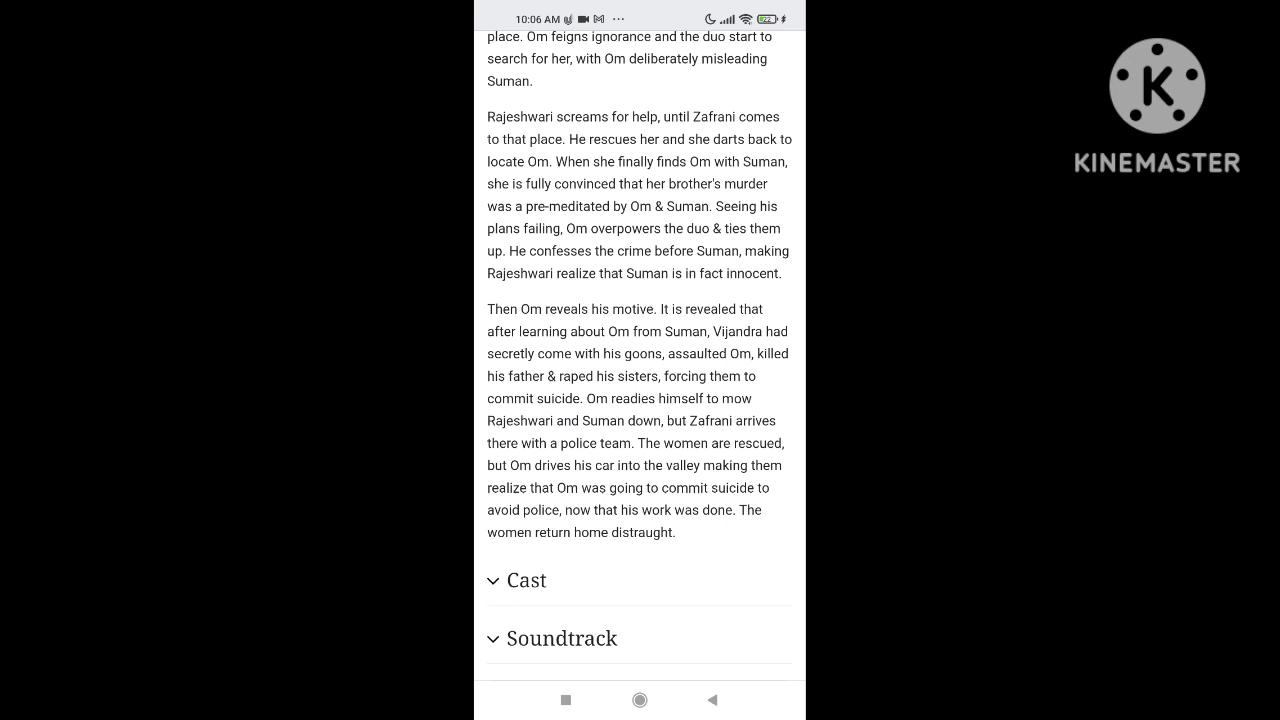 10:06 AM
22
place. Om feigns ignorance and the duo start to
search for her, with Om deliberately misleading
Suman.
Rajeshwari screams for help, until Zafrani comes
to that place. He rescues her and she darts back to
locate Om. When she finally finds Om with Suman,
she is fully convinced that her brother's murder
was a pre-meditated by Om & Suman. Seeing his
plans failing, Om overpowers the duo & ties them
up. He confesses the crime before Suman, making
Rajeshwari realize that Suman is in fact innocent.
Then Om reveals his motive. It is revealed that
after learning about Om from Suman, Vijandra had
secretly come with his goons, assaulted Om, killed
his father & raped his sisters, forcing them to
commit suicide. Om readies himself to mow
Rajeshwari and Suman down, but Zafrani arrives
there with a police team. The women are rescued,
but Om drives his car into the valley making them
realize that Om was going to commit suicide to
avoid police, now that his work was done. The
women return home distraught.
Cast
Soundtrack
K
KINEMASTER